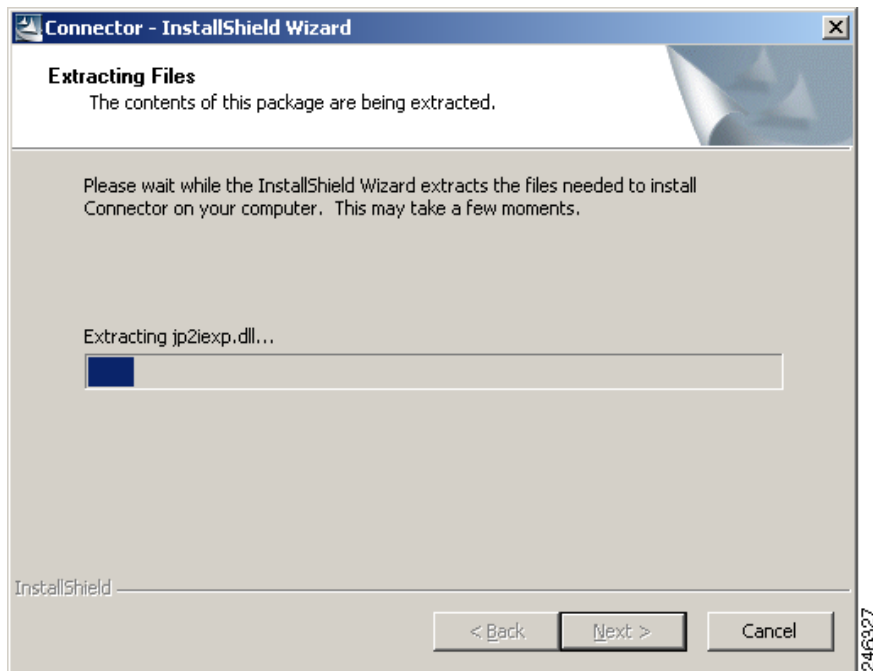 Connector - InstallShield Wizard
Extracting Files
The contents of this package are being extracted.
Please wait while the InstallShield Wizard extracts the files needed to install
Connector on your computer.  This may take a few moments.
Extracting jp2iexp.dll...
InstallShield
< Back
Next >
Cancel
246327